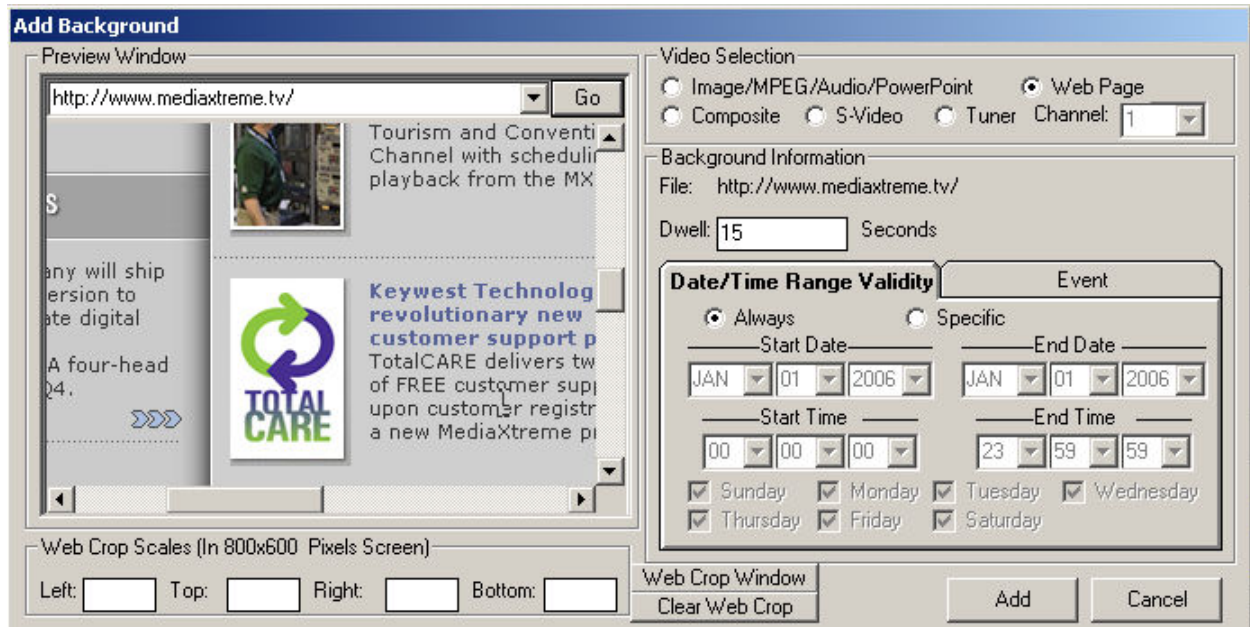 Add Background
Preview Window
http://www.mediaxtreme.tv/
Go
S
any will ship
ersion to
ate digital
A four-head
Q4.
Tourism and Conventi
Channel with schedulin
playback from the MX
TOTAL
CARE
Keywest Technolog
revolutionary new
customer support p
TotalCARE delivers tw
of FREE customer supp
upon customer registr
a new MediaXtreme pr
Web Crop Scales (In 800x600 Pixels Screen)
Left: Top: Right: Bottom:
Web Crop Window
Clear Web Crop
Video Selection
Image/MPEG/Audio/PowerPoint Web Page
Composite S-Video Tuner Channel: 1
Background Information
File: http://www.mediaxtreme.tv/
Dwell: 15 Seconds
Date/Time Range Validity Event
Always Specific
Start Date End Date
JAN 01 2006 JAN 01 2006
Start Time End Time
00 00 00 23 59 59
Sunday Monday Tuesday Wednesday
Thursday Friday Saturday
Add Cancel